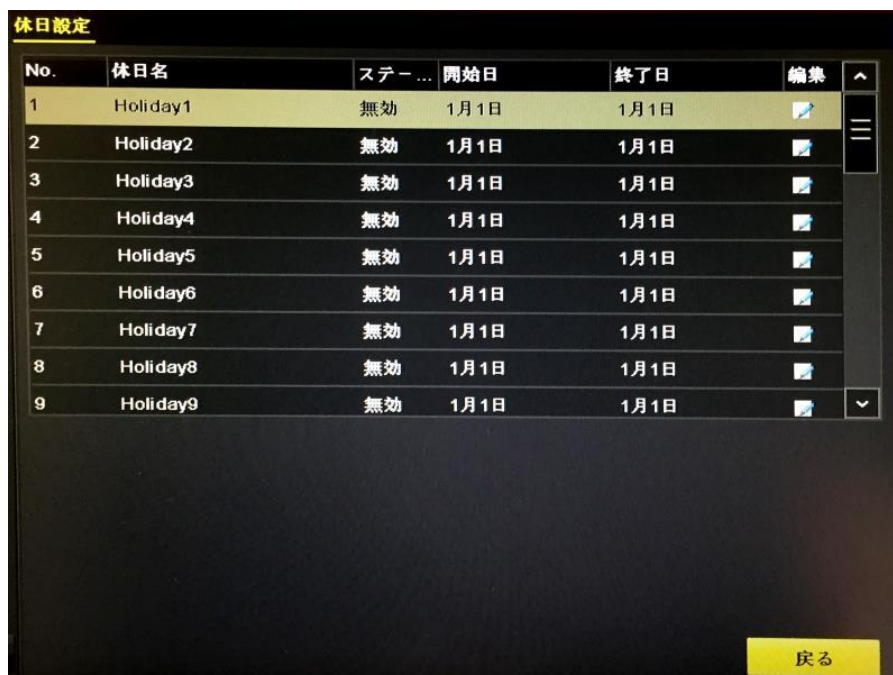 休日設定
No. 休日名 ステー... 開始日 終了日 編集
1 Holiday1 無効 1月1日 1月1日
2 Holiday2 無効 1月1日 1月1日
3 Holiday3 無効 1月1日 1月1日
4 Holiday4 無効 1月1日 1月1日
5 Holiday5 無効 1月1日 1月1日
6 Holiday6 無効 1月1日 1月1日
7 Holiday7 無効 1月1日 1月1日
8 Holiday8 無効 1月1日 1月1日
9 Holiday9 無効 1月1日 1月1日
戻る